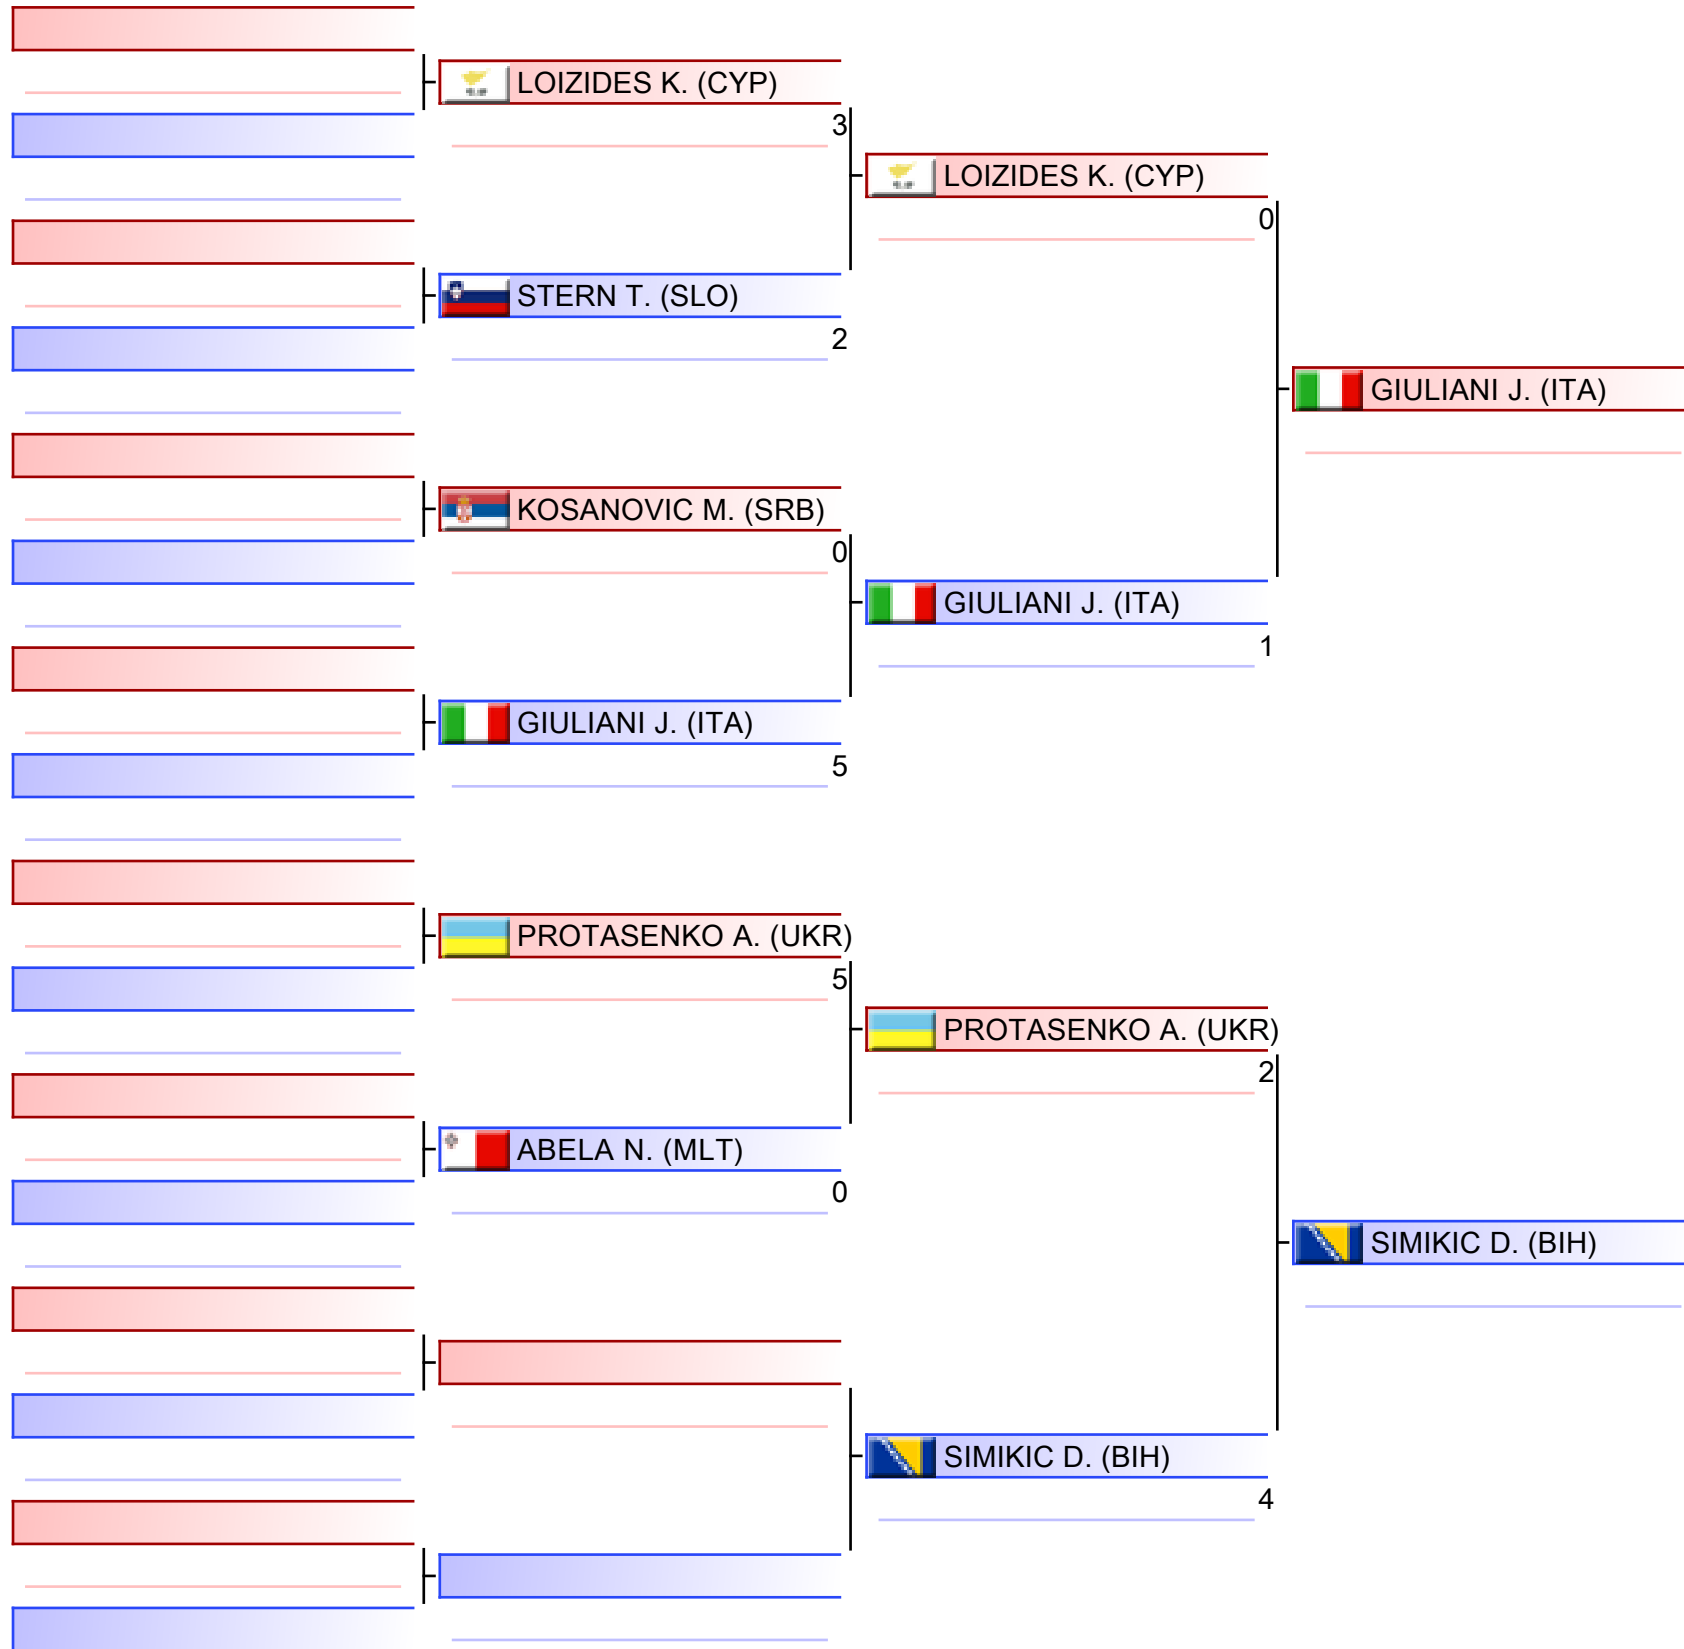 LOIZIDES K. (CYP)
3
LOIZIDES K. (CYP)
0
STERN T. (SLO)
2
GIULIANI J. (ITA)
KOSANOVIC M. (SRB)
0
GIULIANI J. (ITA)
1
GIULIANI J. (ITA)
5
PROTASENKO A. (UKR)
5
PROTASENKO A. (UKR)
2
ABELA N. (MLT)
0
SIMIKIC D. (BIH)
SIMIKIC D. (BIH)
4